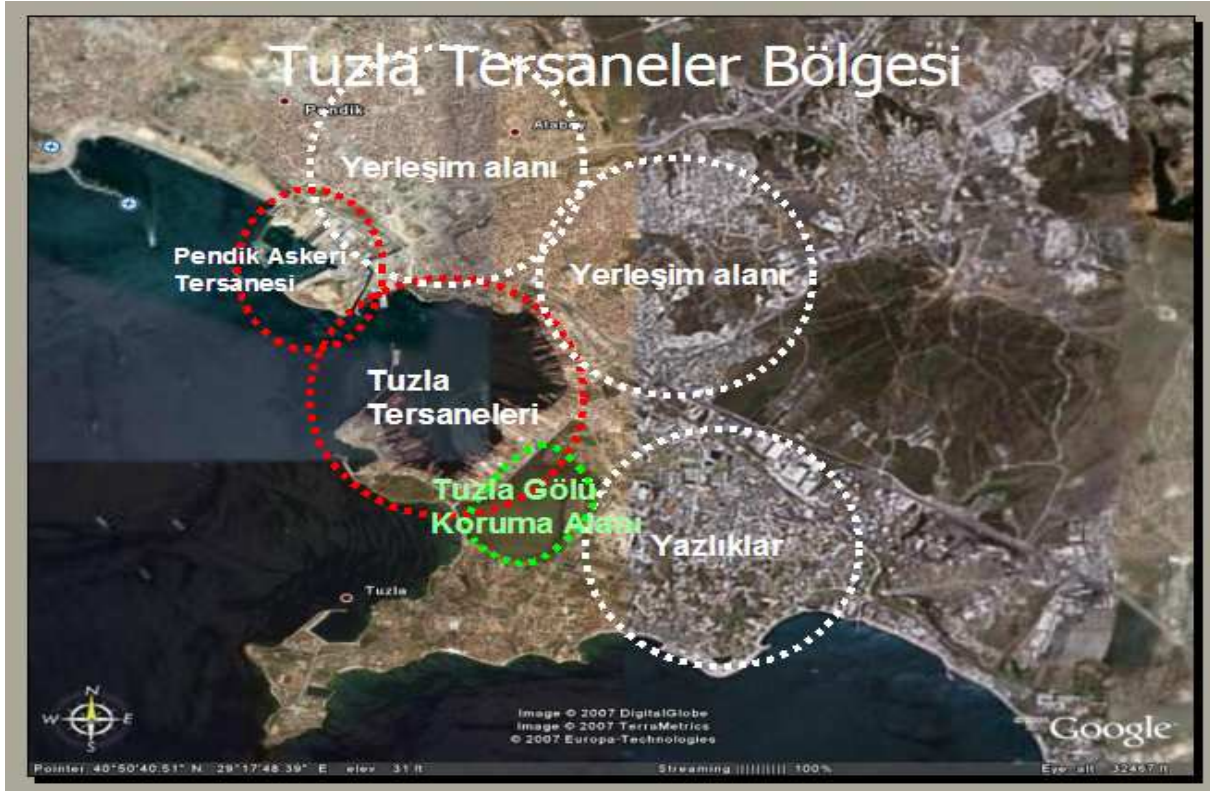 Tuzla Tersaneler Bölgesi
Pendik
Alabay
Yerleşim alanı
Pendik Askeri
Tersanesi
Yerleşim alanı
Tuzla
Tersaneleri
Tuzla Gölü
Koruma Alanı
Yazlıklar
Tuzla
N
W E
S
Image © 2007 DigitalGlobe
Image © 2007 TerraMetrics
© 2007 Europa Technologies
Google
Pointer 40°50'40.51" N 29°17'48.39" E elev 31 ft
Streaming |||||||||| 100%
Eye alt 32467 ft